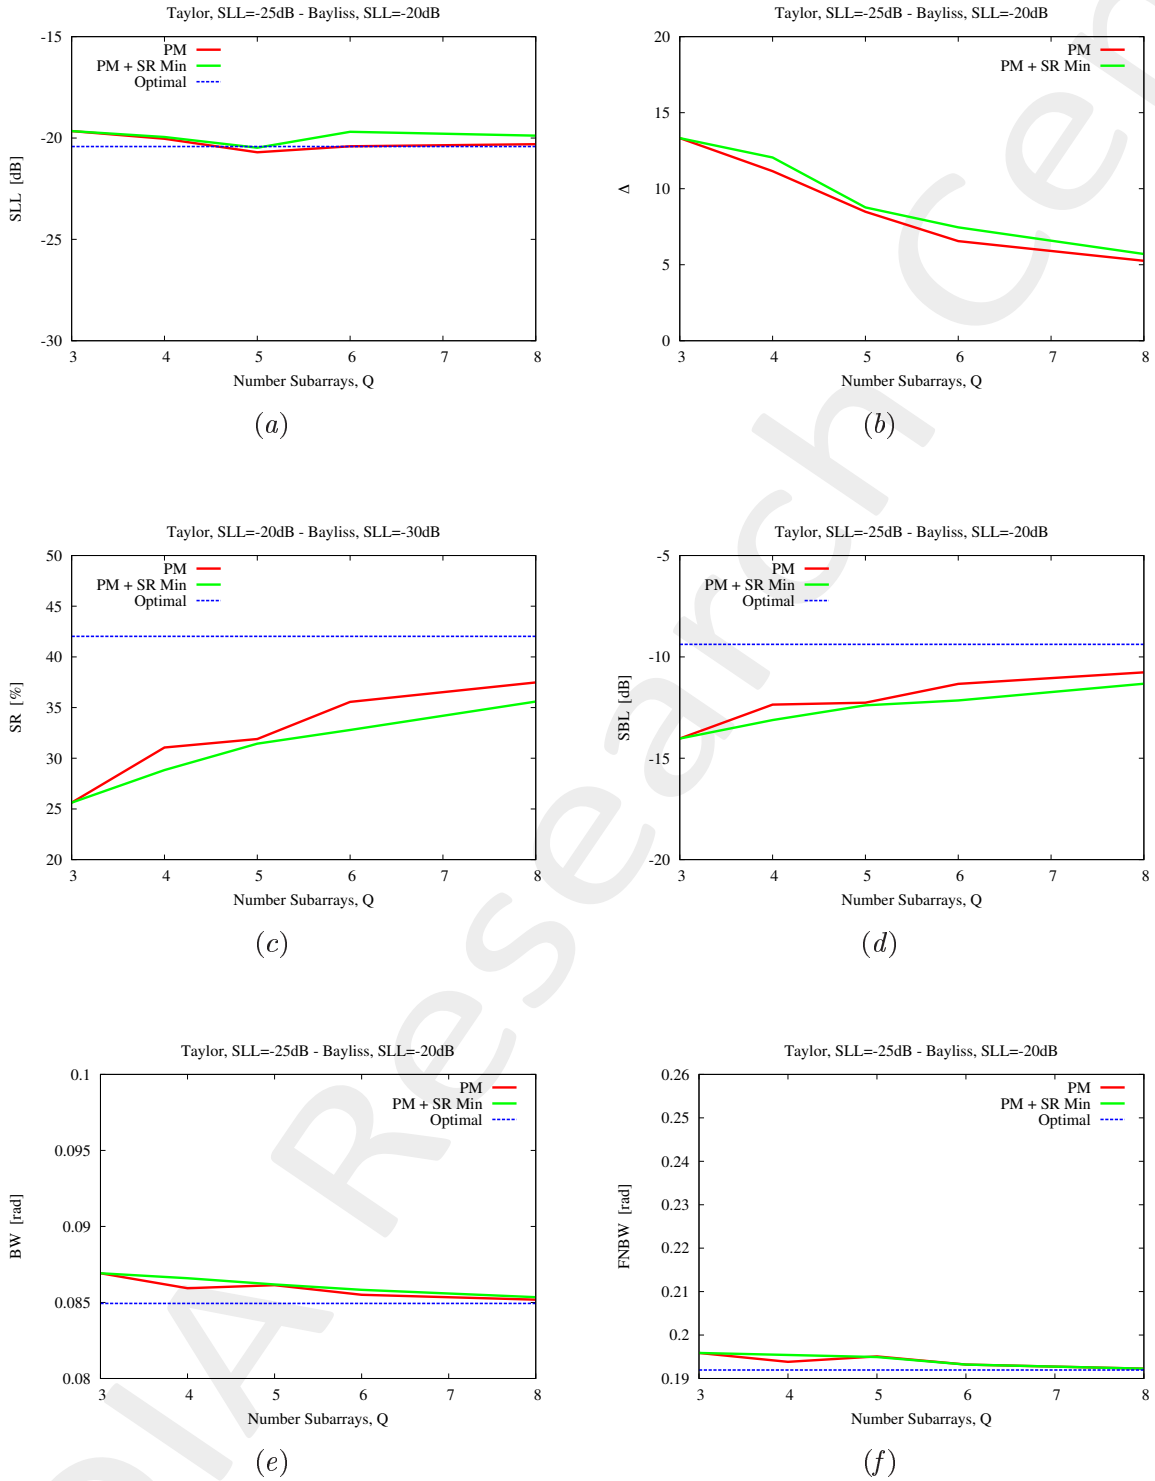 Taylor, SLL=-25dB - Bayliss, SLL=-20dB
-15
-20
-25
-30
SLL [dB]
PM
PM + SR Min
Optimal
3 4 5 6 7 8
Number Subarrays, Q
(a)
Taylor, SLL=-25dB - Bayliss, SLL=-20dB
20
15
10
5
0
Δ
PM
PM + SR Min
3 4 5 6 7 8
Number Subarrays, Q
(b)
Taylor, SLL=-20dB - Bayliss, SLL=-30dB
50
45
40
35
30
25
20
SR [%]
PM
PM + SR Min
Optimal
3 4 5 6 7 8
Number Subarrays, Q
(c)
Taylor, SLL=-25dB - Bayliss, SLL=-20dB
-5
-10
-15
-20
SBL [dB]
PM
PM + SR Min
Optimal
3 4 5 6 7 8
Number Subarrays, Q
(d)
Taylor, SLL=-25dB - Bayliss, SLL=-20dB
0.1
0.095
0.09
0.085
0.08
BW [rad]
PM
PM + SR Min
Optimal
3 4 5 6 7 8
Number Subarrays, Q
(e)
Taylor, SLL=-25dB - Bayliss, SLL=-20dB
0.26
0.25
0.24
0.23
0.22
0.21
0.2
0.19
FNBW [rad]
PM
PM + SR Min
Optimal
3 4 5 6 7 8
Number Subarrays, Q
(f)
DIA Research Cen